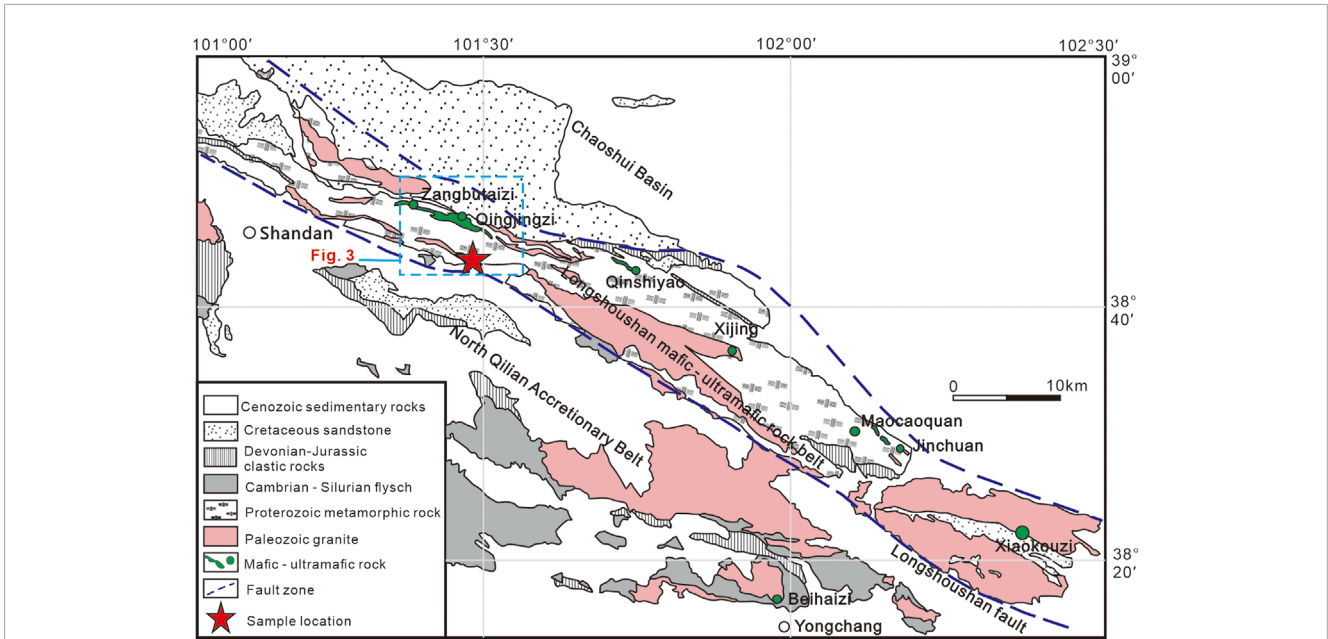 101°00′
101°30′
102°00′
102°30′
39°
00′
Chaoshui Basin
Zangbutaizi
Qingjingzi
Shandan
Fig. 3
Qinshiyao
38°
40′
Longshoushan mafic - ultramafic rock belt
Xijing
North Qilian Accretionary Belt
0
10km
Maocaoquan
Jinchuan
Cenozoic sedimentary rocks
Cretaceous sandstone
Devonian-Jurassic
clastic rocks
Cambrian - Silurian flysch
Proterozoic metamorphic rock
Paleozoic granite
Mafic - ultramafic rock
Fault zone
Sample location
Xiaokouzi
38°
20′
Longshoushan fault
Beihaizi
Yongchang